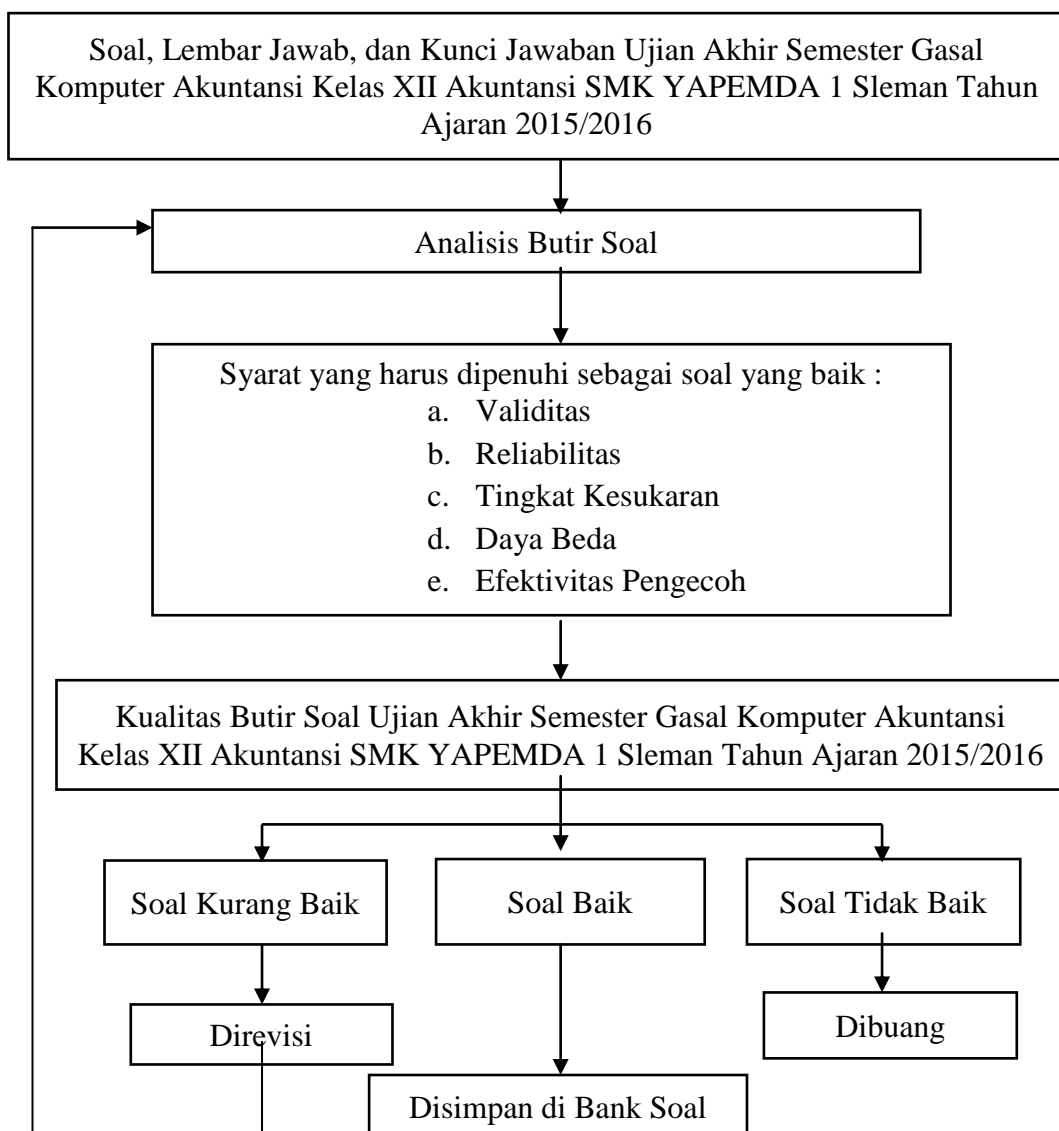 Soal, Lembar Jawab, dan Kunci Jawaban Ujian Akhir Semester Gasal
Komputer Akuntansi Kelas XII Akuntansi SMK YAPEMDA 1 Sleman Tahun
Ajaran 2015/2016
Analisis Butir Soal
Syarat yang harus dipenuhi sebagai soal yang baik :
a. Validitas
b. Reliabilitas
c. Tingkat Kesukaran
d. Daya Beda
e. Efektivitas Pengecoh
Kualitas Butir Soal Ujian Akhir Semester Gasal Komputer Akuntansi
Kelas XII Akuntansi SMK YAPEMDA 1 Sleman Tahun Ajaran 2015/2016
Soal Kurang Baik
Soal Baik
Soal Tidak Baik
Direvisi
Dibuang
Disimpan di Bank Soal